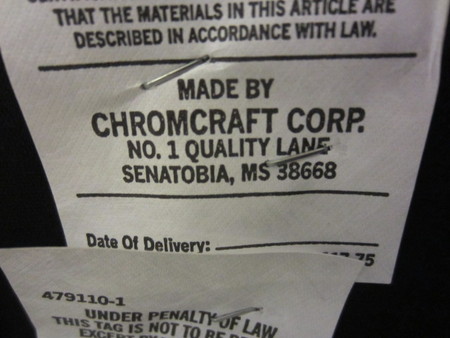 THAT THE MATERIALS IN THIS ARTICLE ARE
DESCRIBED IN ACCORDANCE WITH LAW.
MADE BY
CHROMCRAFT CORP.
NO. 1 QUALITY LANE
SENATOBIA, MS 38668
Date Of Delivery:
479110-1
UNDER PENALTY OF LAW
THIS TAG IS NOT TO BE